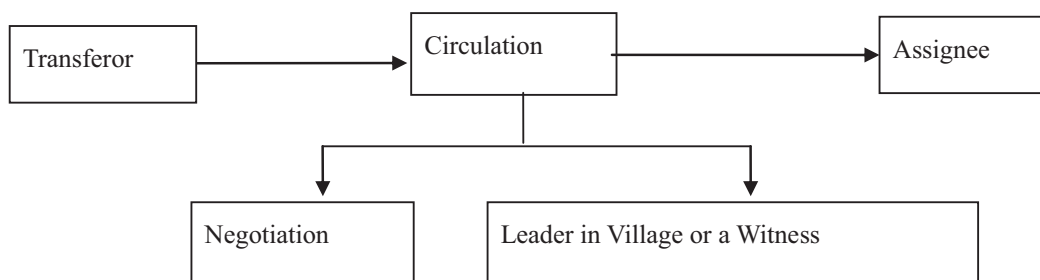 Transferor
Circulation
Assignee
Negotiation
Leader in Village or a Witness